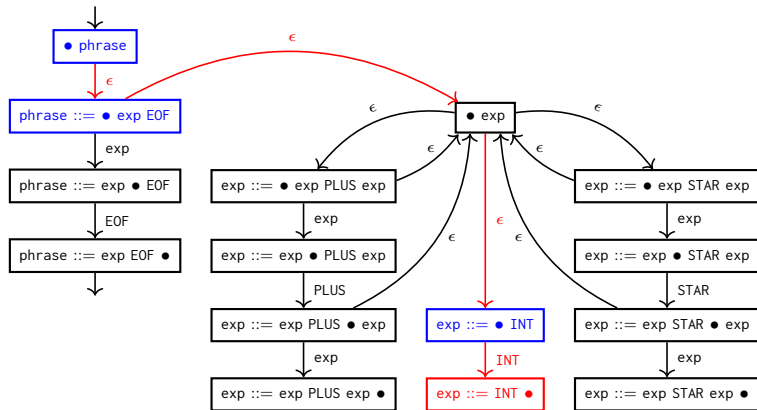 ● phrase
ϵ
ϵ
phrase ::= ● exp EOF
exp
phrase ::= exp ● EOF
EOF
phrase ::= exp EOF ●
● exp
ϵ
ϵ
ϵ
ϵ
exp ::= ● exp PLUS exp
exp
exp ::= exp ● PLUS exp
PLUS
exp ::= exp PLUS ● exp
exp
exp ::= exp PLUS exp ●
ϵ
ϵ
ϵ
exp ::= ● INT
INT
exp ::= INT ●
exp ::= ● exp STAR exp
exp
exp ::= exp ● STAR exp
STAR
exp ::= exp STAR ● exp
exp
exp ::= exp STAR exp ●